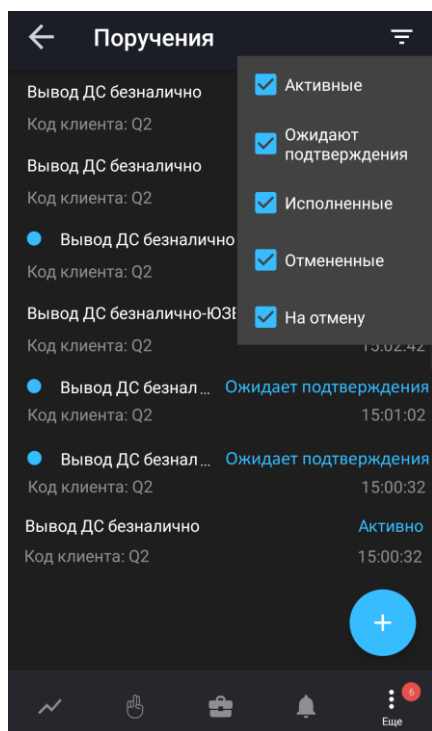 Поручения
Активные
Ожидают
подтверждения
Исполненные
Отмененные
На отмену
Вывод ДС безналично
Код клиента: Q2
Вывод ДС безналично
Код клиента: Q2
Вывод ДС безналично
Код клиента: Q2
Вывод ДС безналично-ЮЗЕ
Код клиента: Q2 15:02:42
Вывод ДС безнал... Ожидает подтверждения
Код клиента: Q2 15:01:02
Вывод ДС безнал... Ожидает подтверждения
Код клиента: Q2 15:00:32
Вывод ДС безналично Активно
Код клиента: Q2 15:00:32
6
Еще